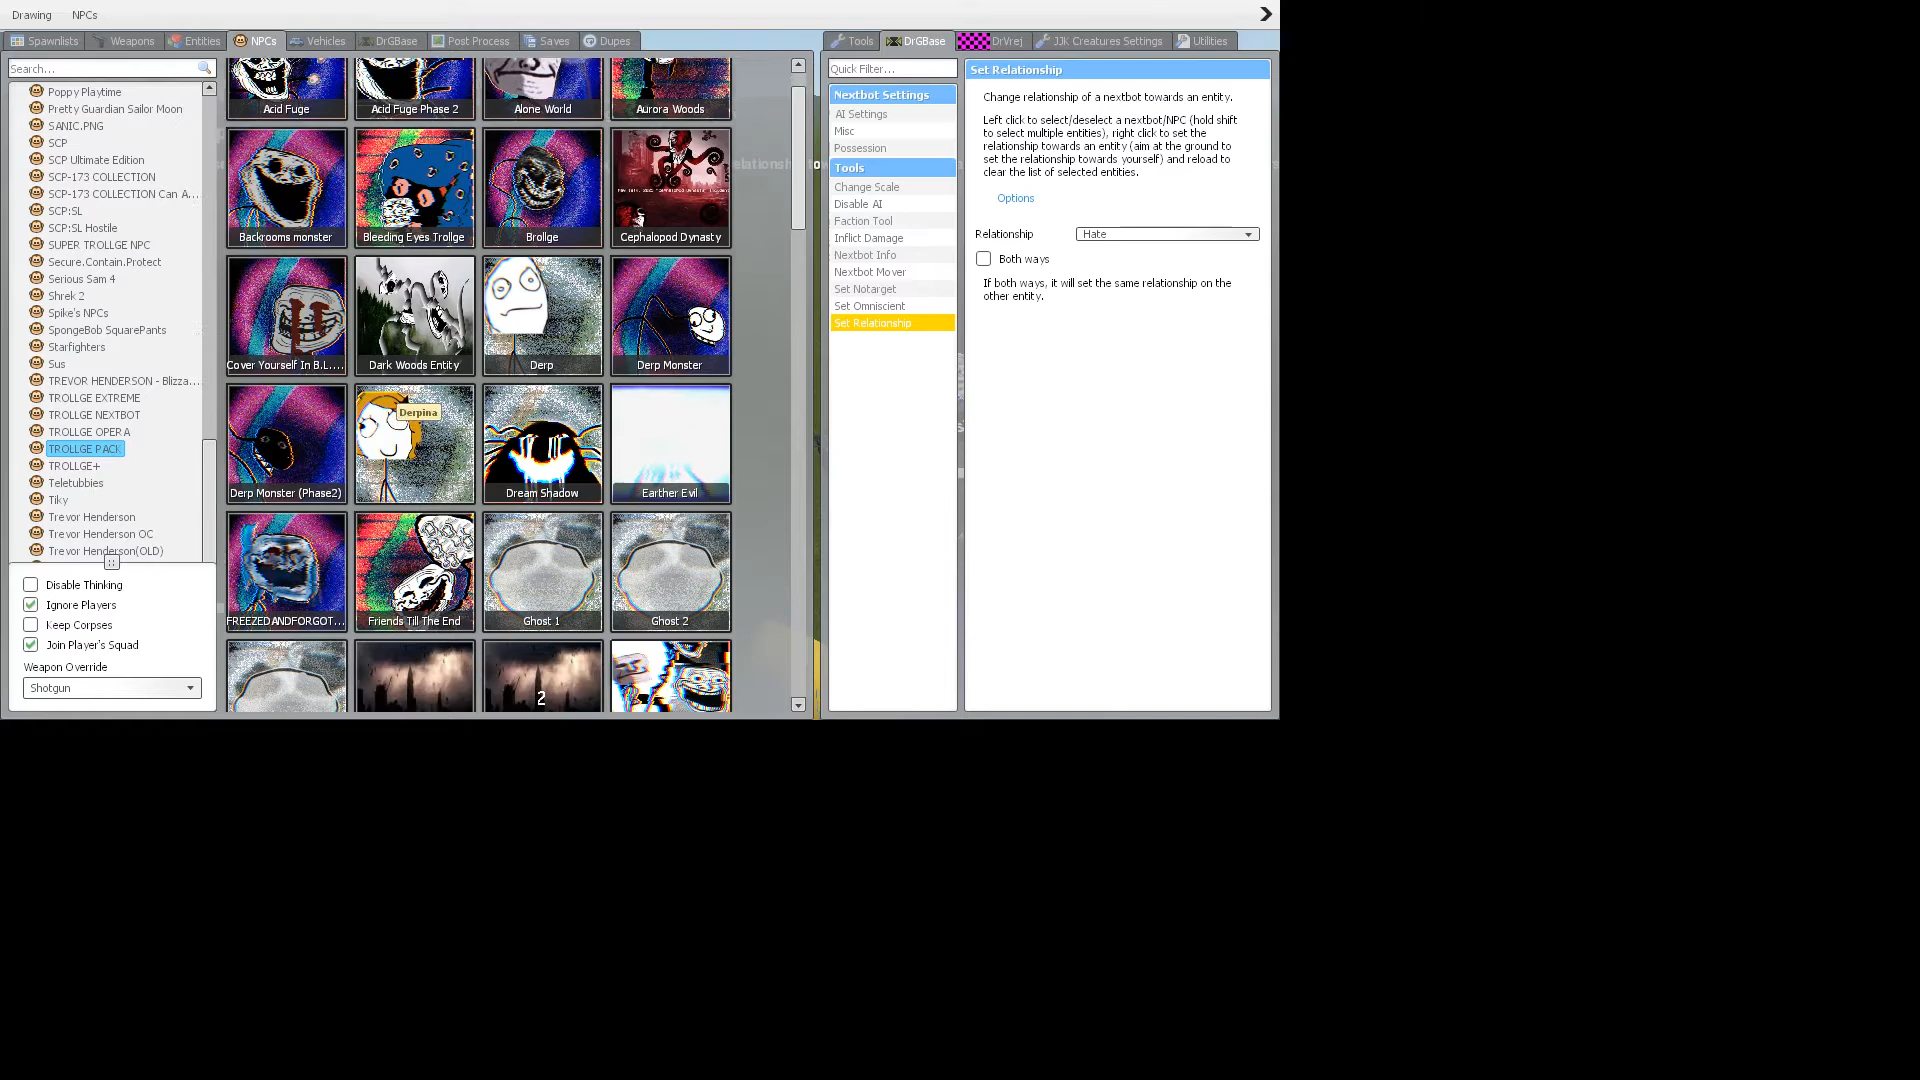 Drawing NPCs
Spawnlists Weapons Entities NPCs Vehicles DrGBase Post Process Saves Dupes
Tools DrGBase DrVrej JJK Creatures Settings Utilities
Search...
Poppy Playtime
Pretty Guardian Sailor Moon
SANIC.PNG
SCP
SCP Ultimate Edition
SCP-173 COLLECTION
SCP-173 COLLECTION Can A...
SCP:SL
SCP:SL Hostile
SUPER TROLLGE NPC
Secure.Contain.Protect
Serious Sam 4
Shrek 2
Spike's NPCs
SpongeBob SquarePants
Starfighters
Sus
TREVOR HENDERSON - Blizza...
TROLLGE EXTREME
TROLLGE NEXTBOT
TROLLGE OPERA
TROLLGE PACK
TROLLGE+
Teletubbies
Tiky
Trevor Henderson
Trevor Henderson OC
Trevor Henderson(OLD)
Disable Thinking
Ignore Players
Keep Corpses
Join Player's Squad
Weapon Override
Shotgun
Acid Fuge Acid Fuge Phase 2 Alone World Aurora Woods
Backrooms monster Bleeding Eyes Trollge Brollge Cephalopod Dynasty
Cover Yourself In B.L.... Dark Woods Entity Derp Derp Monster
Derp Monster (Phase2) Derpina Dream Shadow Earther Evil
FREEZEDANDFORGOT... Friends Till The End Ghost 1 Ghost 2
2
Quick Filter...
Nextbot Settings
AI Settings
Misc
Possession
Tools
Change Scale
Disable AI
Faction Tool
Inflict Damage
Nextbot Info
Nextbot Mover
Set Notarget
Set Omniscient
Set Relationship
Set Relationship
Change relationship of a nextbot towards an entity.
Left click to select/deselect a nextbot/NPC (hold shift
to select multiple entities), right click to set the
relationship towards an entity (aim at the ground to
set the relationship towards yourself) and reload to
clear the list of selected entities.
Options
Relationship Hate
Both ways
If both ways, it will set the same relationship on the
other entity.